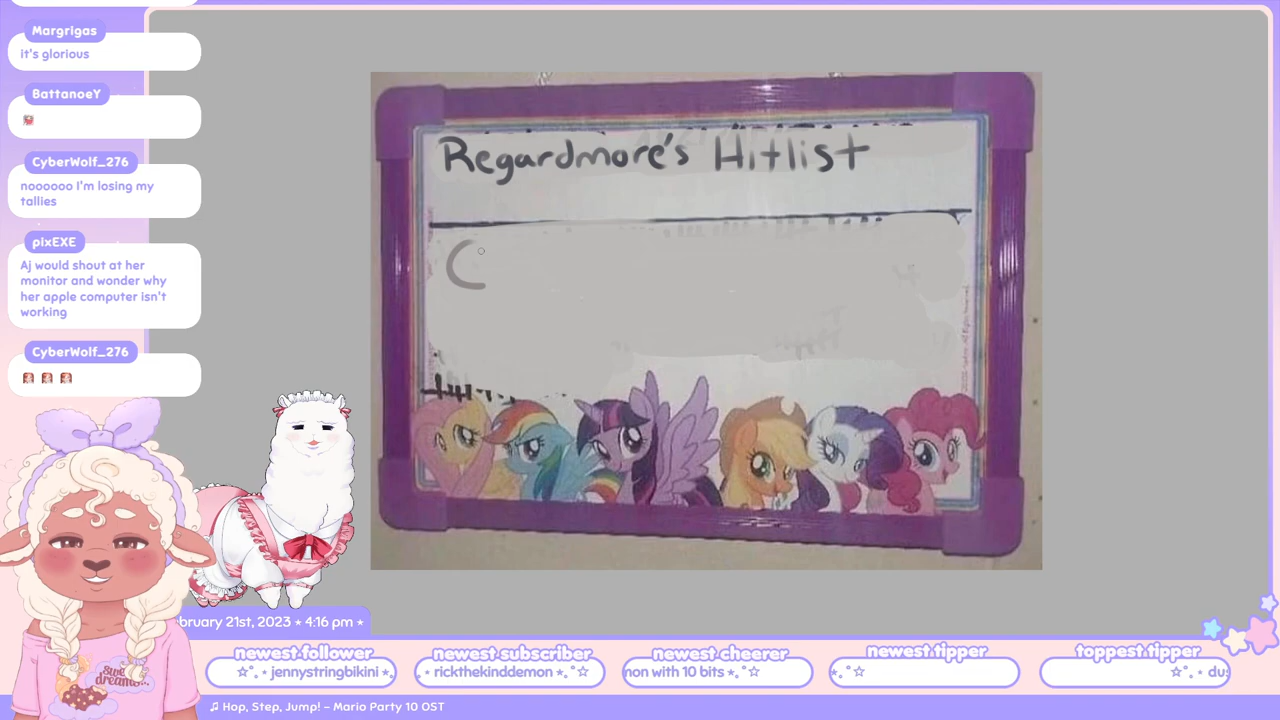 Margrigas
it's glorious
BattanoeY
CyberWolf_276
noooooo I'm losing my
tallies
pixEXE
Aj would shout at her
monitor and wonder why
her apple computer isn't
working
CyberWolf_276
Regardmore's Hitlist
C
bruary 21st, 2023 ⋆ 4:16 pm ⋆
newest follower
☆°｡⋆ jennystringbikini ⋆｡
newest subscriber
｡⋆ rickthekinddemon ⋆｡°☆
newest cheerer
non with 10 bits ⋆｡°☆
newest tipper
⋆｡°☆
toppest tipper
☆°｡⋆ dus
♫ Hop, Step, Jump! – Mario Party 10 OST